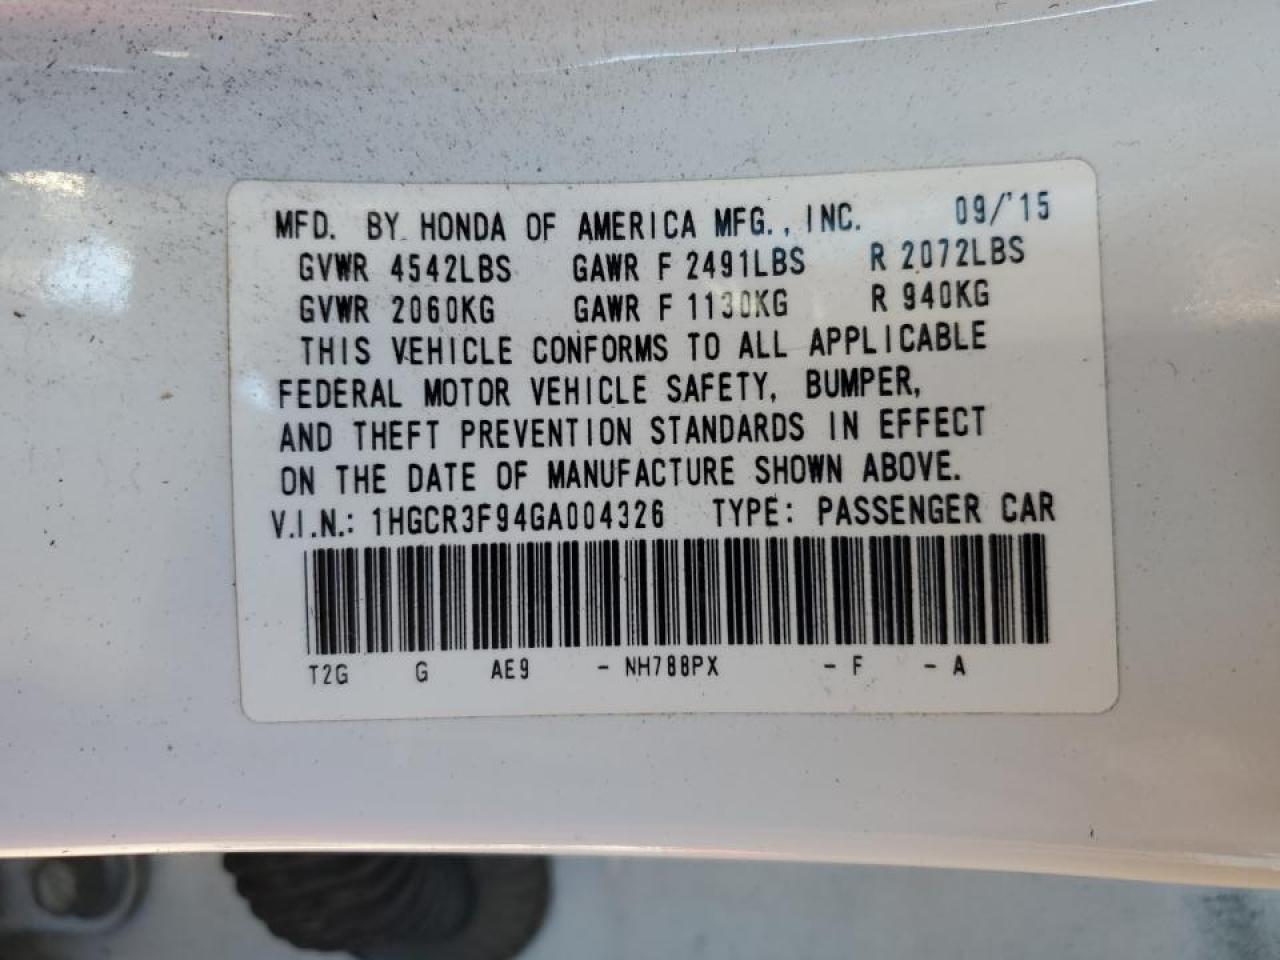 MFD. BY HONDA OF AMERICA MFG., INC. 09/'15
GVWR 4542LBS GAWR F 2491LBS R 2072LBS
GVWR 2060KG GAWR F 1130KG R 940KG
THIS VEHICLE CONFORMS TO ALL APPLICABLE
FEDERAL MOTOR VEHICLE SAFETY, BUMPER,
AND THEFT PREVENTION STANDARDS IN EFFECT
ON THE DATE OF MANUFACTURE SHOWN ABOVE.
V.I.N.: 1HGCR3F94GA004326 TYPE: PASSENGER CAR
T2G G AE9 - NH788PX - F - A